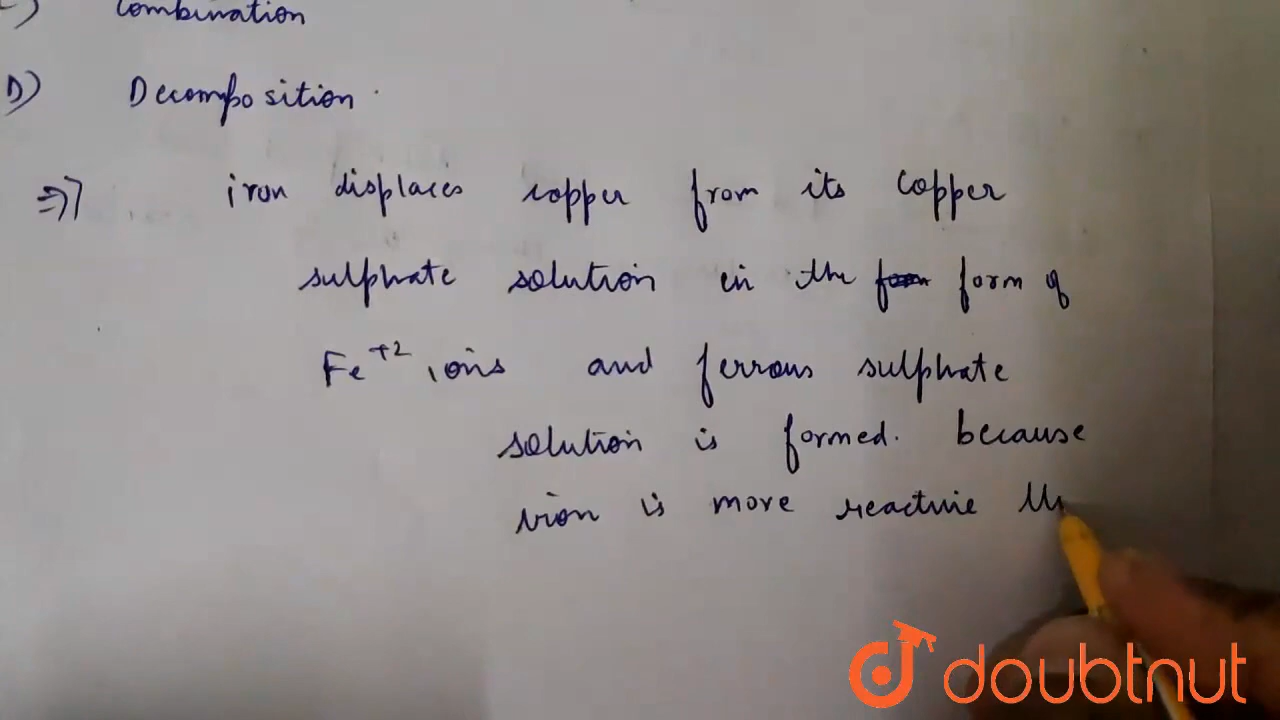 C) Combination
D) Decomposition.
=> iron displaces copper from its copper
sulphate solution in the form of
Fe+2 ions and ferrous sulphate
solution is formed. because
iron is more reactive th
doubtnut